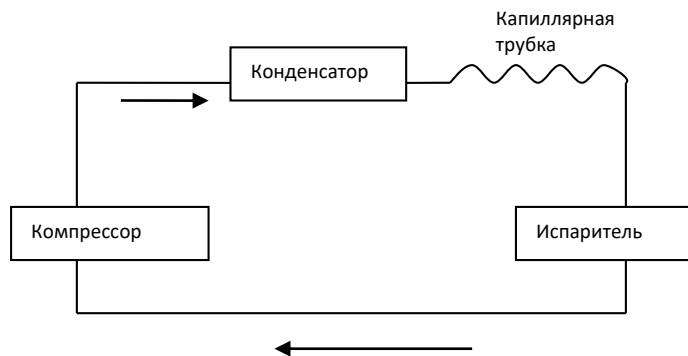 Капиллярная
трубка
Конденсатор
Компрессор
Испаритель